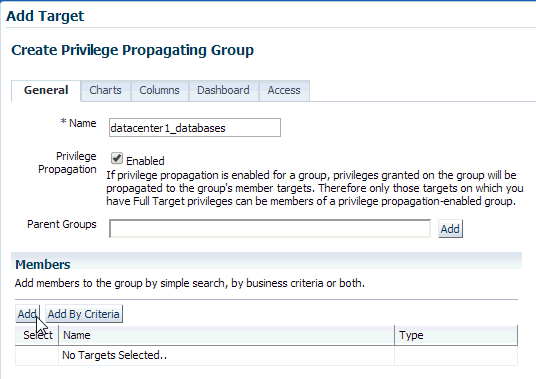 Add Target
Create Privilege Propagating Group
General Charts Columns Dashboard Access
* Name datacenter1_databases
Privilege Propagation Enabled
If privilege propagation is enabled for a group, privileges granted on the group will be
propagated to the group's member targets. Therefore only those targets on which you
have Full Target privileges can be members of a privilege propagation-enabled group.
Parent Groups Add
Members
Add members to the group by simple search, by business criteria or both.
Add Add By Criteria
Select Name Type
No Targets Selected..